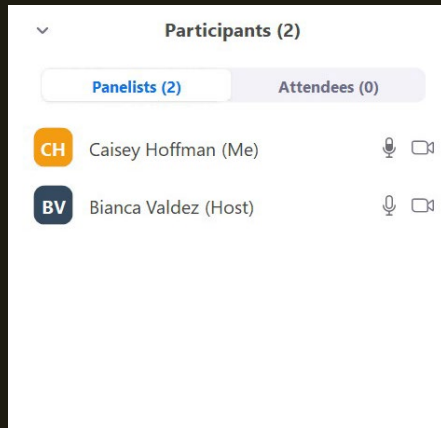 Participants (2)
Panelists (2) Attendees (0)
CH Caisey Hoffman (Me)
BV Bianca Valdez (Host)